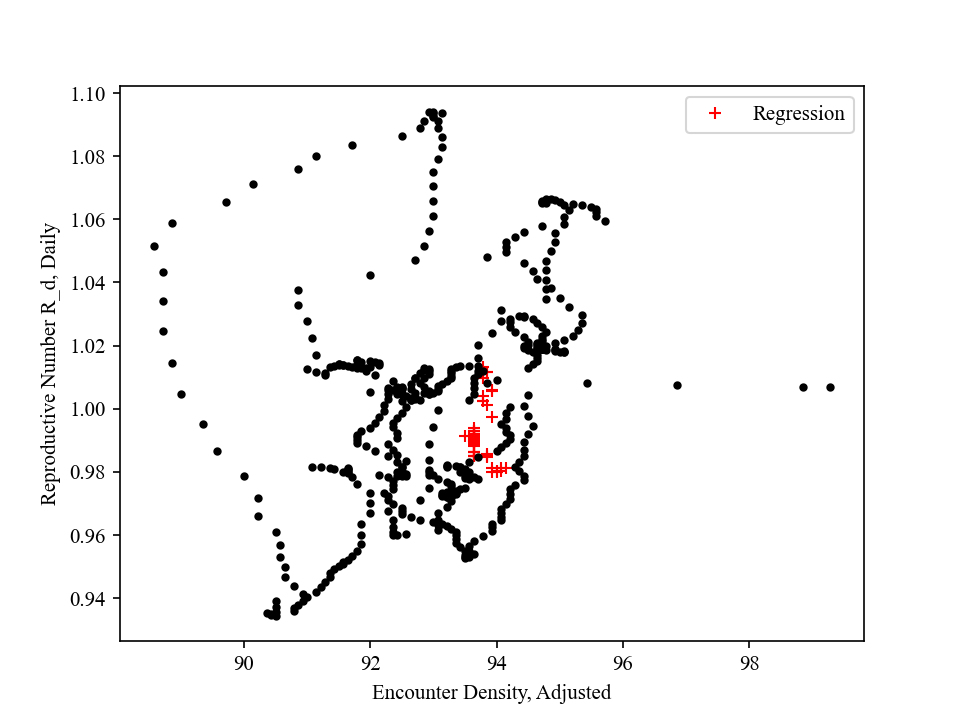 Regression
1.10
1.08
1.06
1.04
1.02
1.00
0.98
0.96
0.94
Reproductive Number R_d, Daily
90 92 94 96 98
Encounter Density, Adjusted